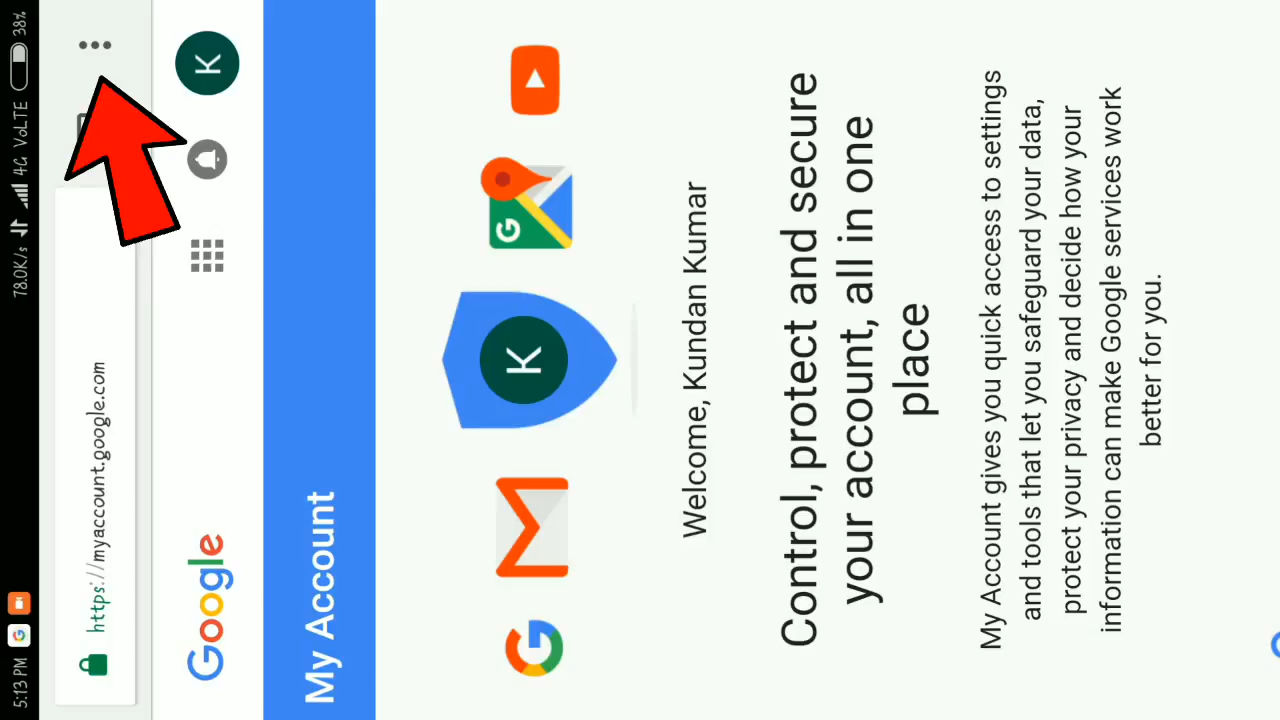 5:13 PM
78.0K/s
4G VoLTE
38%
https://myaccount.google.com
Google
K
My Account
G
K
G
Welcome, Kundan Kumar
Control, protect and secure
your account, all in one
place
My Account gives you quick access to settings
and tools that let you safeguard your data,
protect your privacy and decide how your
information can make Google services work
better for you.